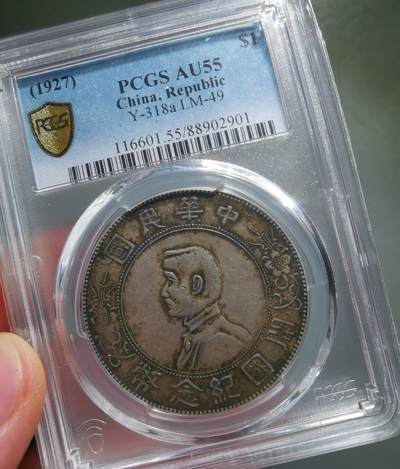 (1927)
PCGS AU55
$1
China, Republic
Y-318a LM-49
116601.55/88902901
PCGS
中華民國
開國紀念幣
PCGS